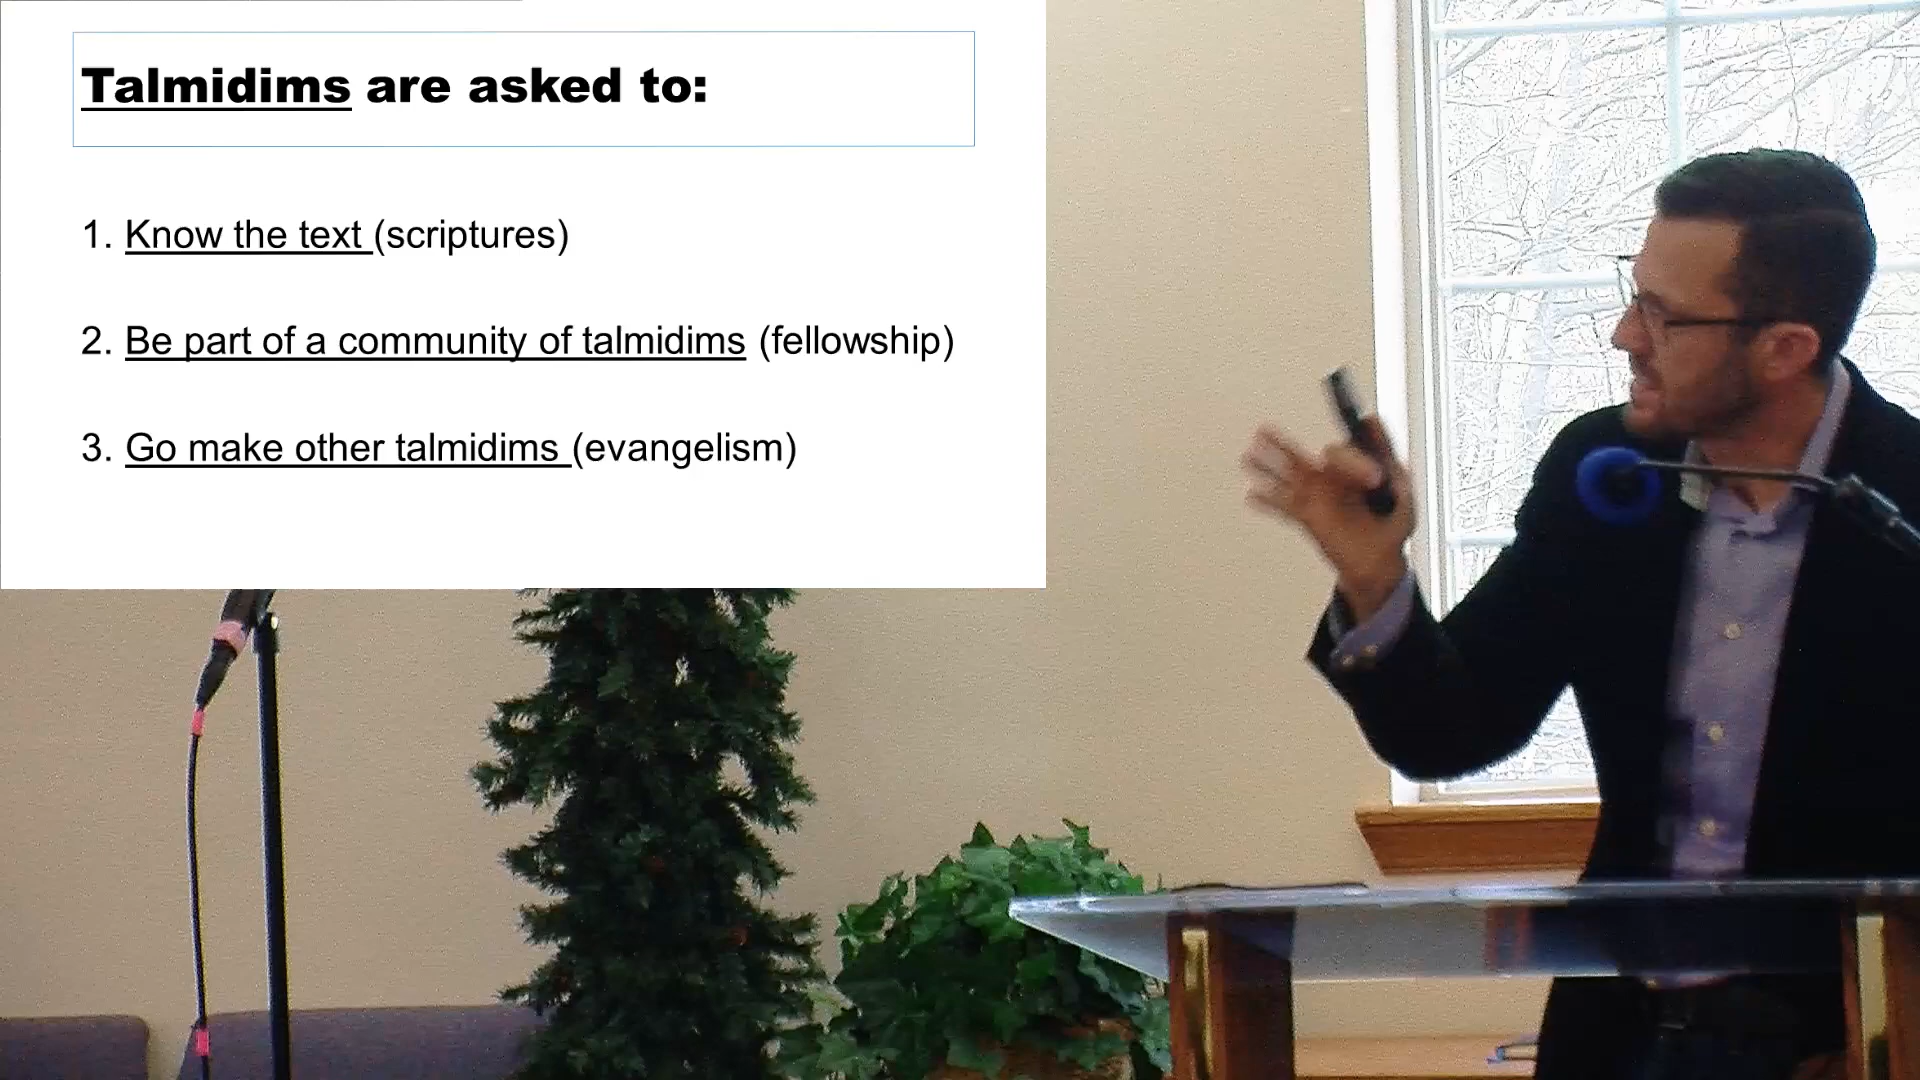 Talmidims are asked to:
1. Know the text (scriptures)
2. Be part of a community of talmidims (fellowship)
3. Go make other talmidims (evangelism)